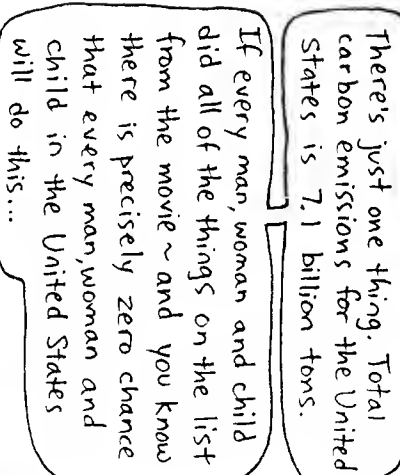 There's just one thing. Total
carbon emissions for the United
States is 7.1 billion tons.
If every man, woman and child
did all of the things on the list
from the movie ~ and you know
there is precisely zero chance
that every man, woman and
child in the United States
will do this...